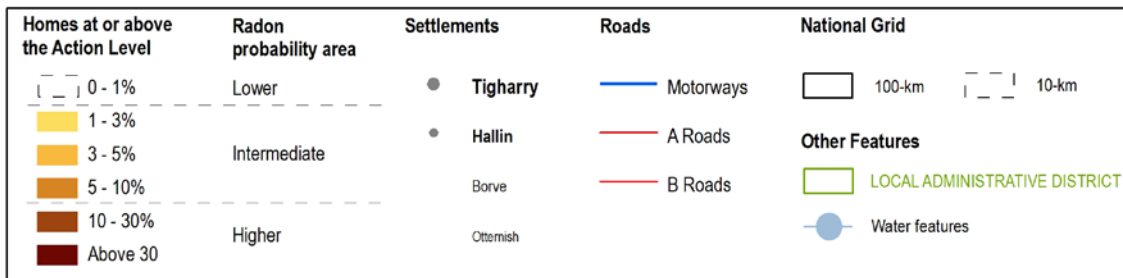 Homes at or above
the Action Level
0 - 1%
1 - 3%
3 - 5%
5 - 10%
10 - 30%
Above 30
Radon
probability area
Lower
Intermediate
Higher
Settlements
Tigharry
Hallin
Borve
Otternish
Roads
Motorways
A Roads
B Roads
National Grid
100-km
10-km
Other Features
LOCAL ADMINISTRATIVE DISTRICT
Water features